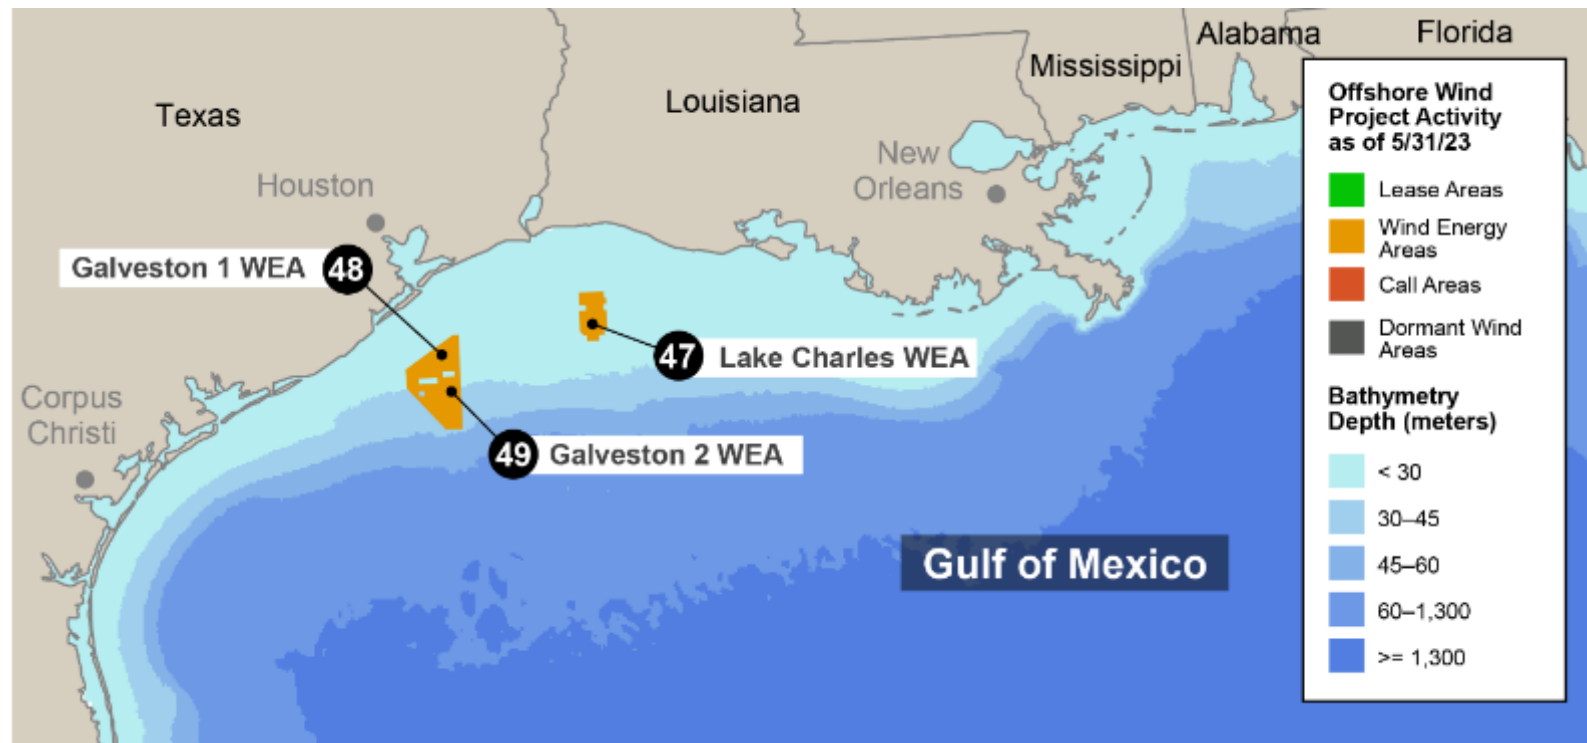 Alabama
Florida
Mississippi
Louisiana
Texas
New
Orleans
Houston
Galveston 1 WEA 48
47 Lake Charles WEA
Corpus
Christi
49 Galveston 2 WEA
Gulf of Mexico
Offshore Wind
Project Activity
as of 5/31/23
Lease Areas
Wind Energy
Areas
Call Areas
Dormant Wind
Areas
Bathymetry
Depth (meters)
< 30
30–45
45–60
60–1,300
>= 1,300